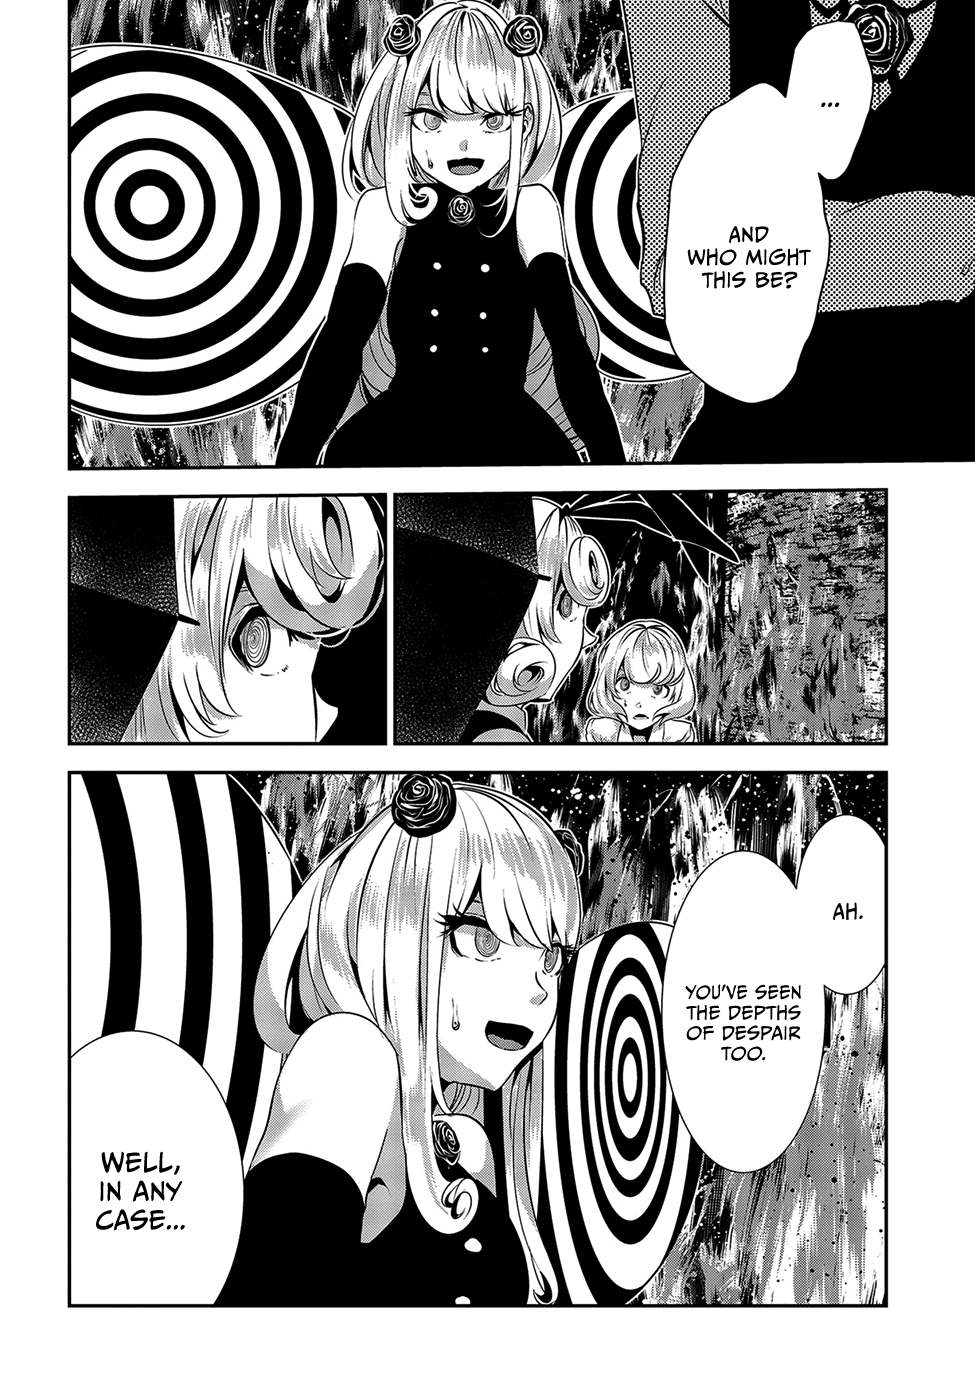 ...
AND
WHO MIGHT
THIS BE?
AH.
YOU'VE SEEN
THE DEPTHS
OF DESPAIR
TOO.
WELL,
IN ANY
CASE...